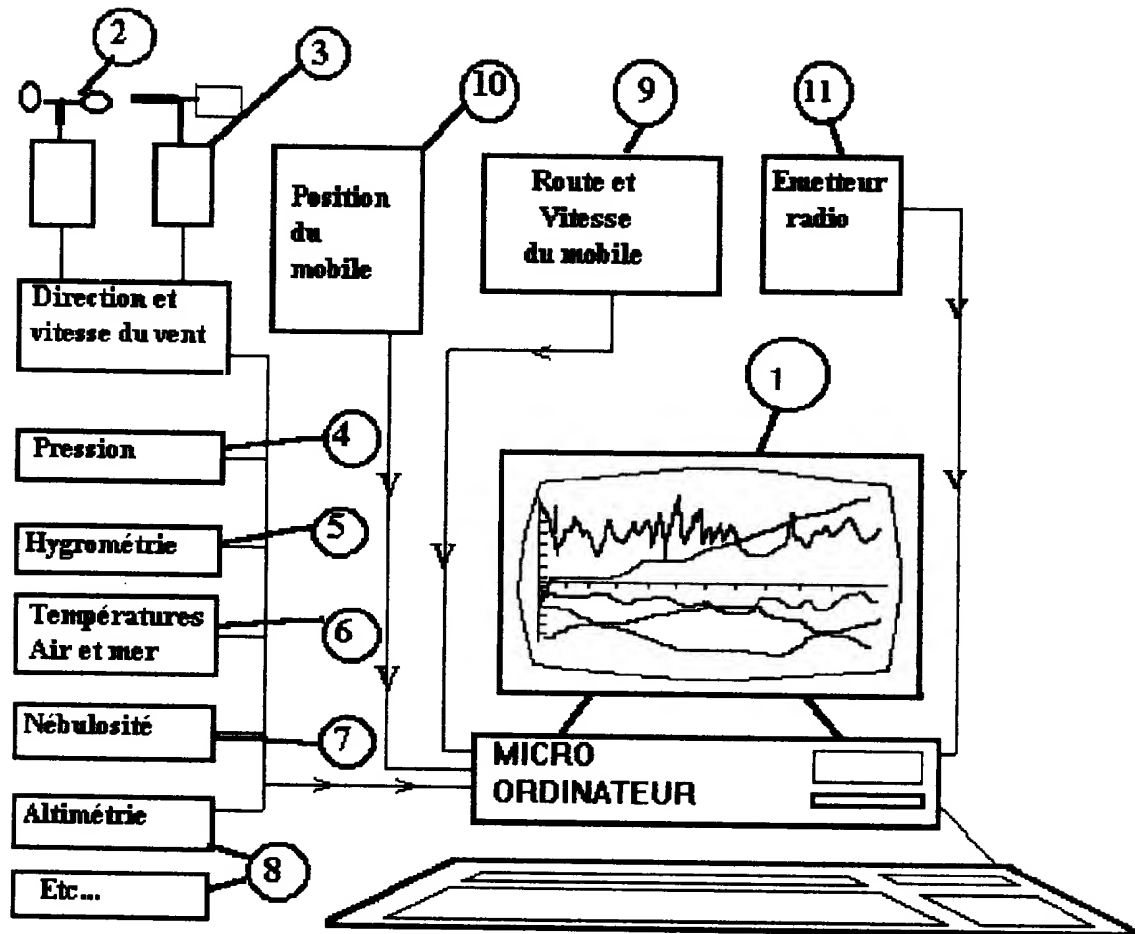 2
3
10
9
11
Position
du
mobile
Route et
Vitesse
du mobile
Emetteur
radio
Direction et
vitesse du vent
1
4
Pression
5
Hygrométrie
Températures
Air et mer
6
Nébulosité
7
MICRO
ORDINATEUR
Altimétrie
8
Etc...